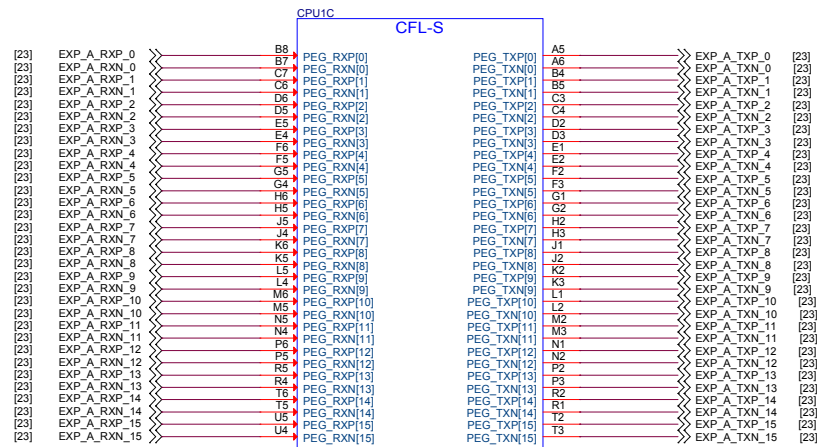 CPU1C
CFL-S
[23] EXP_A_RXP_0 B8 PEG_RXP[0] PEG_TXP[0] A5 EXP_A_TXP_0 [23]
[23] EXP_A_RXN_0 B7 PEG_RXN[0] PEG_TXN[0] A6 EXP_A_TXN_0 [23]
[23] EXP_A_RXP_1 C7 PEG_RXP[1] PEG_TXP[1] B4 EXP_A_TXP_1 [23]
[23] EXP_A_RXN_1 C6 PEG_RXN[1] PEG_TXN[1] B5 EXP_A_TXN_1 [23]
[23] EXP_A_RXP_2 D6 PEG_RXP[2] PEG_TXP[2] C3 EXP_A_TXP_2 [23]
[23] EXP_A_RXN_2 D5 PEG_RXN[2] PEG_TXN[2] C4 EXP_A_TXN_2 [23]
[23] EXP_A_RXP_3 E5 PEG_RXP[3] PEG_TXP[3] D2 EXP_A_TXP_3 [23]
[23] EXP_A_RXN_3 E4 PEG_RXN[3] PEG_TXN[3] D3 EXP_A_TXN_3 [23]
[23] EXP_A_RXP_4 F6 PEG_RXP[4] PEG_TXP[4] E1 EXP_A_TXP_4 [23]
[23] EXP_A_RXN_4 F5 PEG_RXN[4] PEG_TXN[4] E2 EXP_A_TXN_4 [23]
[23] EXP_A_RXP_5 G5 PEG_RXP[5] PEG_TXP[5] F2 EXP_A_TXP_5 [23]
[23] EXP_A_RXN_5 G4 PEG_RXN[5] PEG_TXN[5] F3 EXP_A_TXN_5 [23]
[23] EXP_A_RXP_6 H6 PEG_RXP[6] PEG_TXP[6] G1 EXP_A_TXP_6 [23]
[23] EXP_A_RXN_6 H5 PEG_RXN[6] PEG_TXN[6] G2 EXP_A_TXN_6 [23]
[23] EXP_A_RXP_7 J5 PEG_RXP[7] PEG_TXP[7] H2 EXP_A_TXP_7 [23]
[23] EXP_A_RXN_7 J4 PEG_RXN[7] PEG_TXN[7] H3 EXP_A_TXN_7 [23]
[23] EXP_A_RXP_8 K6 PEG_RXP[8] PEG_TXP[8] J1 EXP_A_TXP_8 [23]
[23] EXP_A_RXN_8 K5 PEG_RXN[8] PEG_TXN[8] J2 EXP_A_TXN_8 [23]
[23] EXP_A_RXP_9 L5 PEG_RXP[9] PEG_TXP[9] K2 EXP_A_TXP_9 [23]
[23] EXP_A_RXN_9 L4 PEG_RXN[9] PEG_TXN[9] K3 EXP_A_TXN_9 [23]
[23] EXP_A_RXP_10 M6 PEG_RXP[10] PEG_TXP[10] L1 EXP_A_TXP_10 [23]
[23] EXP_A_RXN_10 M5 PEG_RXN[10] PEG_TXN[10] L2 EXP_A_TXN_10 [23]
[23] EXP_A_RXP_11 N5 PEG_RXP[11] PEG_TXP[11] M2 EXP_A_TXP_11 [23]
[23] EXP_A_RXN_11 N4 PEG_RXN[11] PEG_TXN[11] M3 EXP_A_TXN_11 [23]
[23] EXP_A_RXP_12 P6 PEG_RXP[12] PEG_TXP[12] N1 EXP_A_TXP_12 [23]
[23] EXP_A_RXN_12 P5 PEG_RXN[12] PEG_TXN[12] N2 EXP_A_TXN_12 [23]
[23] EXP_A_RXP_13 R5 PEG_RXP[13] PEG_TXP[13] P2 EXP_A_TXP_13 [23]
[23] EXP_A_RXN_13 R4 PEG_RXN[13] PEG_TXN[13] P3 EXP_A_TXN_13 [23]
[23] EXP_A_RXP_14 T6 PEG_RXP[14] PEG_TXP[14] R2 EXP_A_TXP_14 [23]
[23] EXP_A_RXN_14 T5 PEG_RXN[14] PEG_TXN[14] R1 EXP_A_TXN_14 [23]
[23] EXP_A_RXP_15 U5 PEG_RXP[15] PEG_TXP[15] T2 EXP_A_TXP_15 [23]
[23] EXP_A_RXN_15 U4 PEG_RXN[15] PEG_TXN[15] T3 EXP_A_TXN_15 [23]